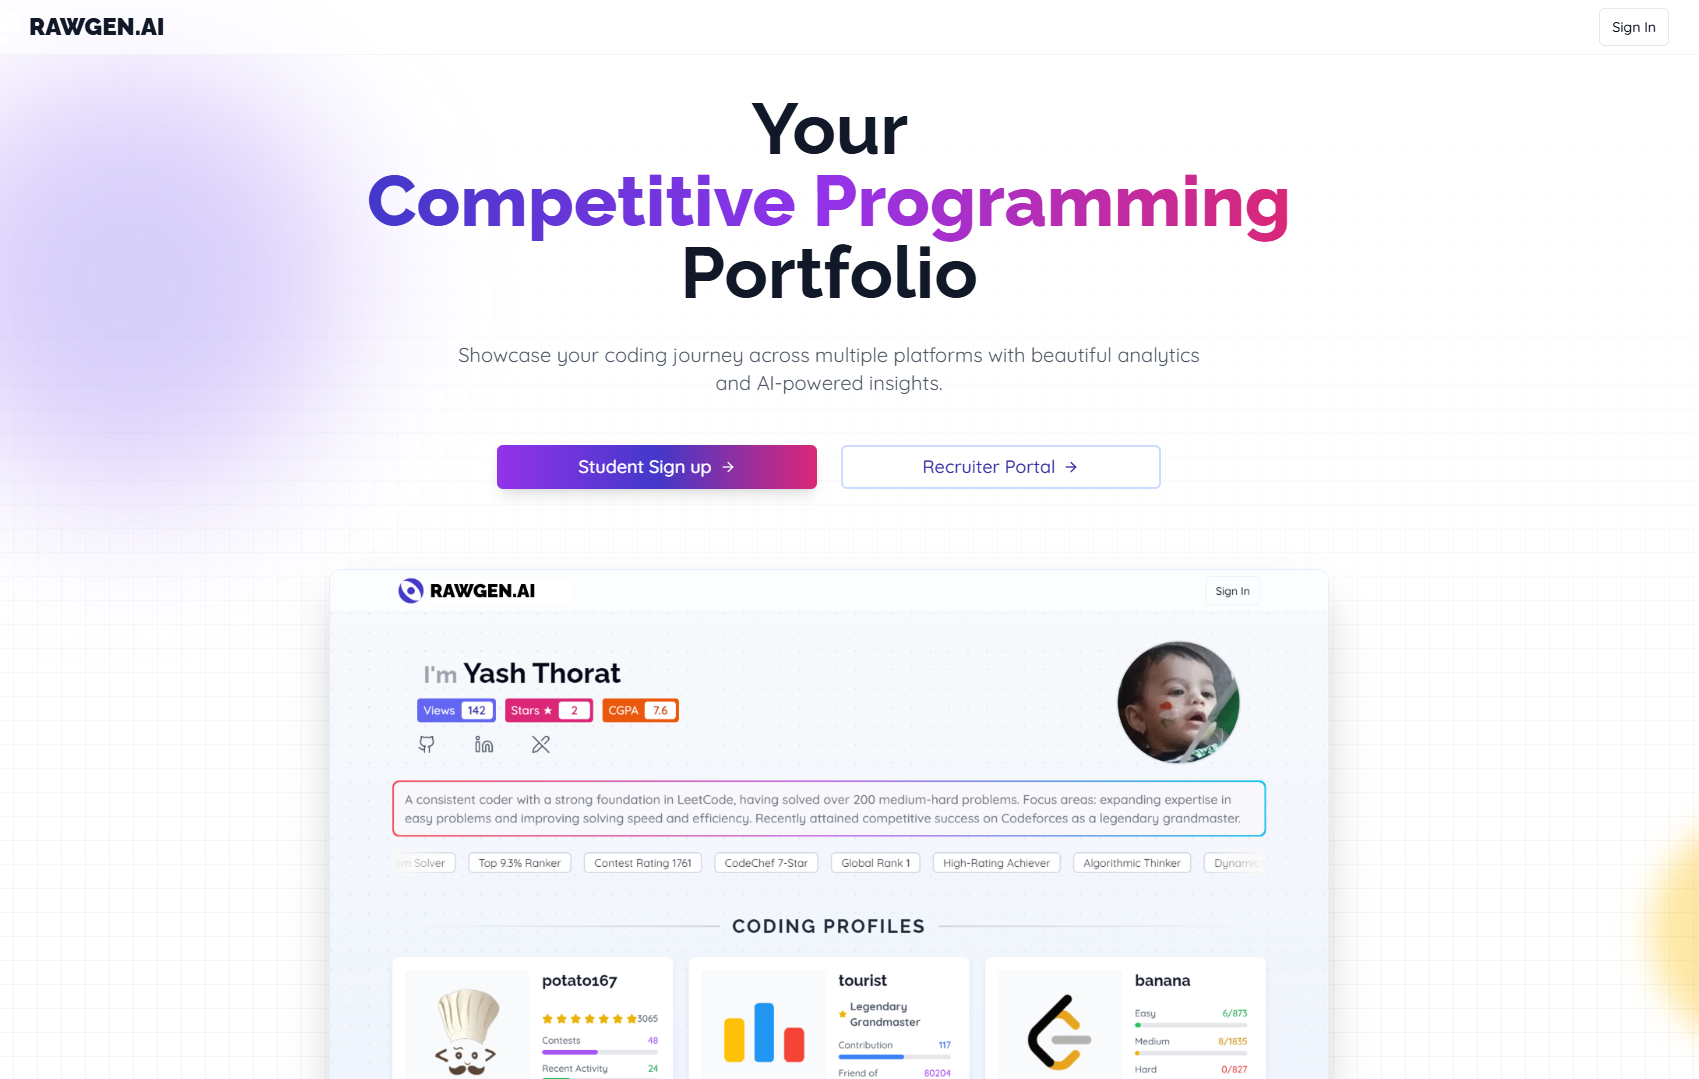 RAWGEN.AI
Sign In
Your
Competitive Programming
Portfolio
Showcase your coding journey across multiple platforms with beautiful analytics
and AI-powered insights.
Student Sign up →
Recruiter Portal →
RAWGEN.AI
Sign In
I'm Yash Thorat
Views 142 Stars ★ 2 CGPA 7.6
A consistent coder with a strong foundation in LeetCode, having solved over 200 medium-hard problems. Focus areas: expanding expertise in
easy problems and improving solving speed and efficiency. Recently attained competitive success on Codeforces as a legendary grandmaster.
em Solver Top 9.3% Ranker Contest Rating 1761 CodeChef 7-Star Global Rank 1 High-Rating Achiever Algorithmic Thinker Dynamic
CODING PROFILES
potato167
3065
Contests 48
Recent Activity 24
tourist
Legendary
Grandmaster
Contribution 117
Friend of 80204
banana
Easy 6/873
Medium 8/1835
Hard 0/827